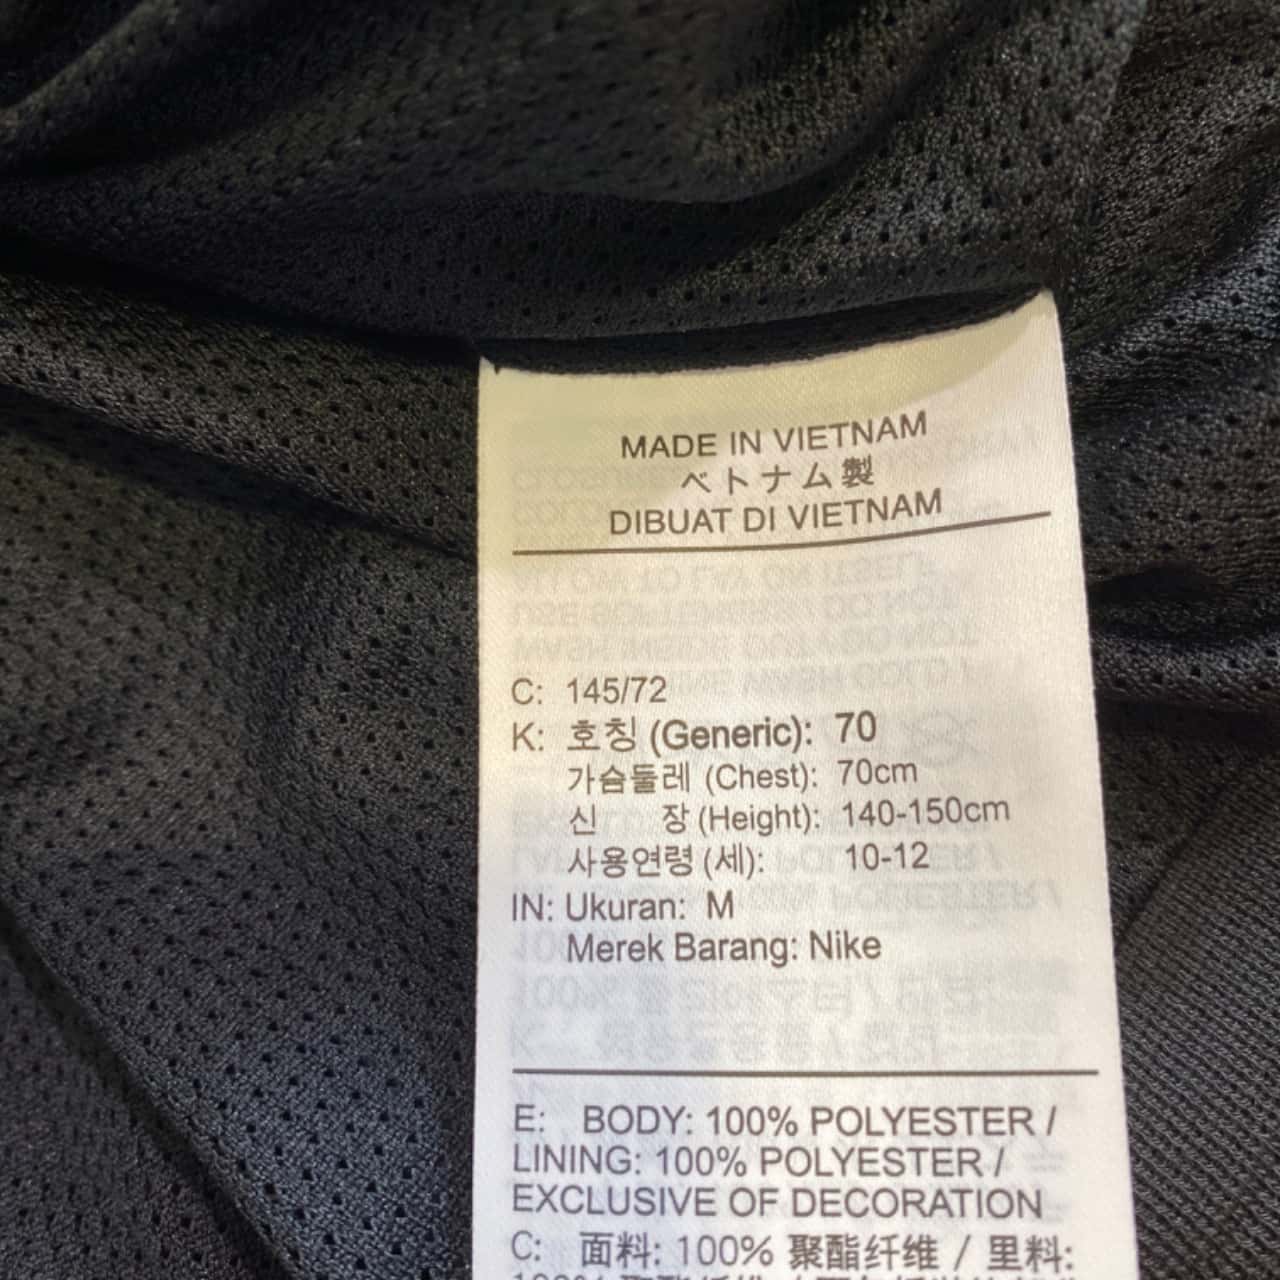 MADE IN VIETNAM
ベトナム製
DIBUAT DI VIETNAM
C: 145/72
K: 호칭 (Generic): 70
가슴둘레 (Chest): 70cm
신 장 (Height): 140-150cm
사용연령 (세): 10-12
IN: Ukuran: M
Merek Barang: Nike
E: BODY: 100% POLYESTER /
LINING: 100% POLYESTER /
EXCLUSIVE OF DECORATION
C: 面料: 100% 聚酯纤维 / 里料: